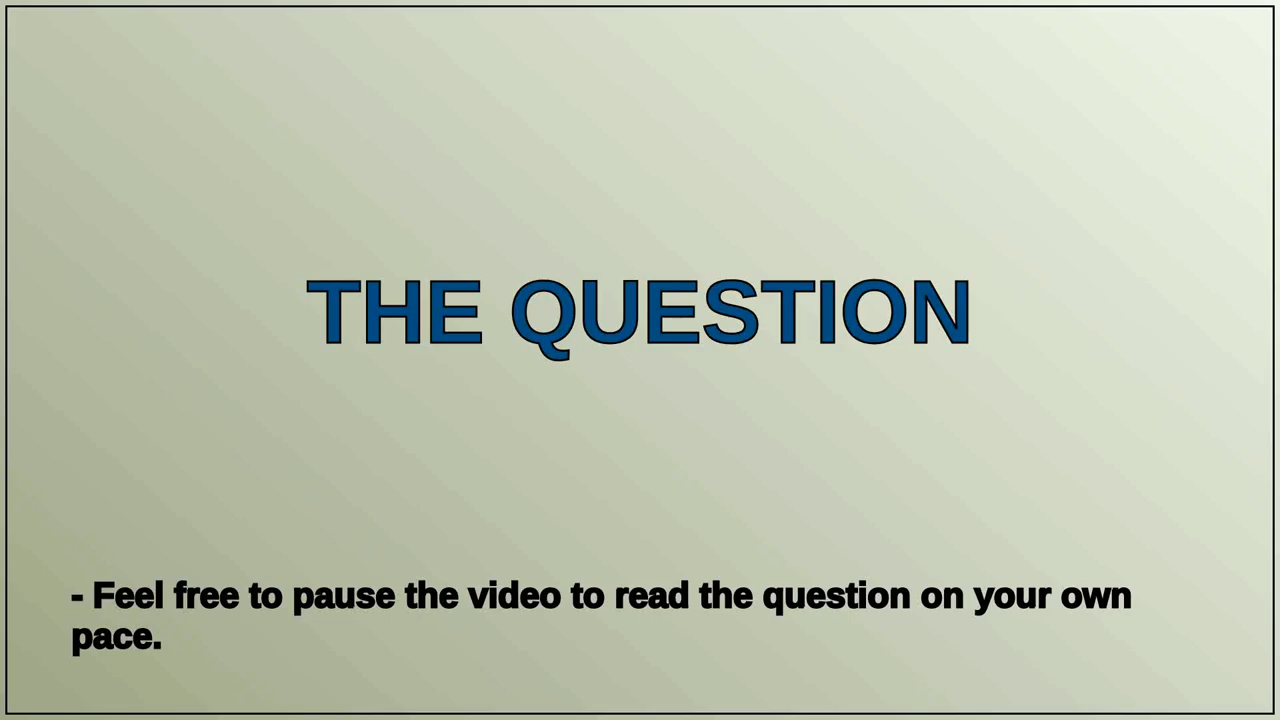 THE QUESTION
- Feel free to pause the video to read the question on your own
pace.